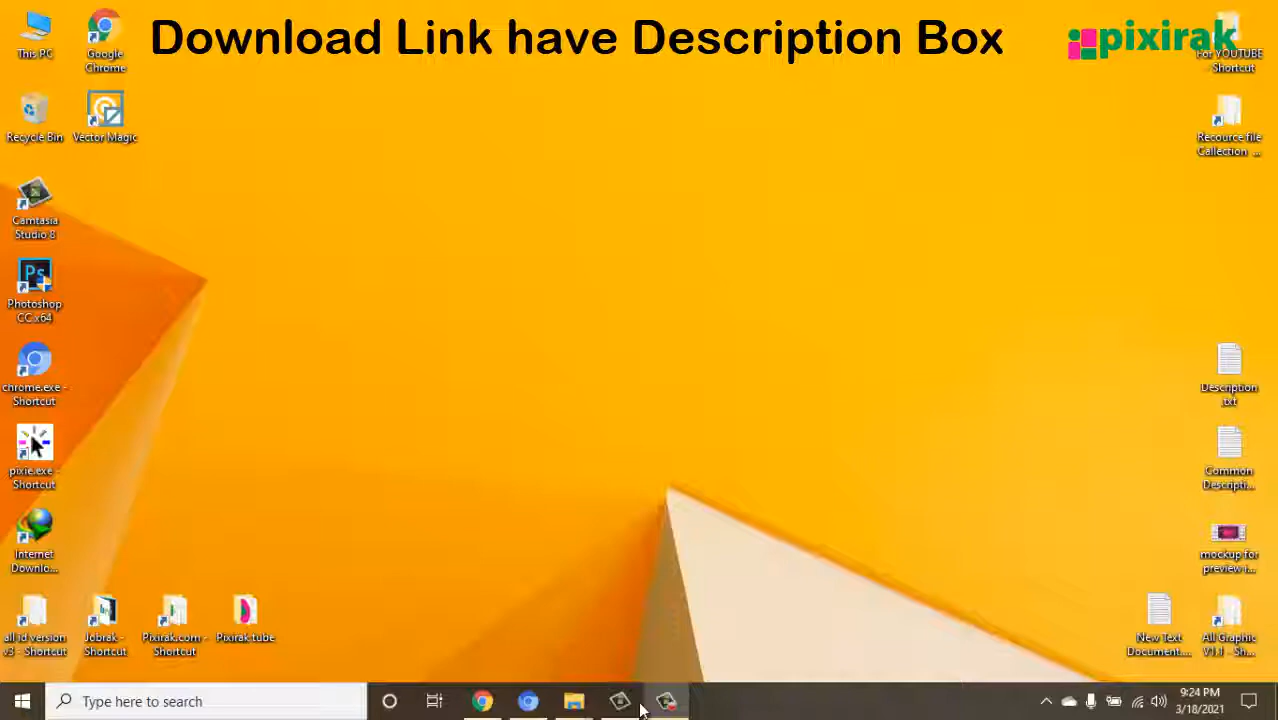 Download Link have Description Box
pixirak
This PC
Google
Chrome
For YOUTUBE
- Shortcut
Recycle Bin
Vector Magic
Recource file
Callection_...
Camtasia
Studio 8
Ps
Photoshop
CC x64
chrome.exe -
Shortcut
Description
.txt
pixie.exe -
Shortcut
Common
Descripti...
Internet
Downlo...
mockup for
preview i...
all id version
v3 - Shortcut
Jobrak -
Shortcut
Pixirak.com -
Shortcut
Pixirak tube
New Text
Document....
All Graphic
V1.1 - Sh...
Type here to search
9:24 PM
3/18/2021